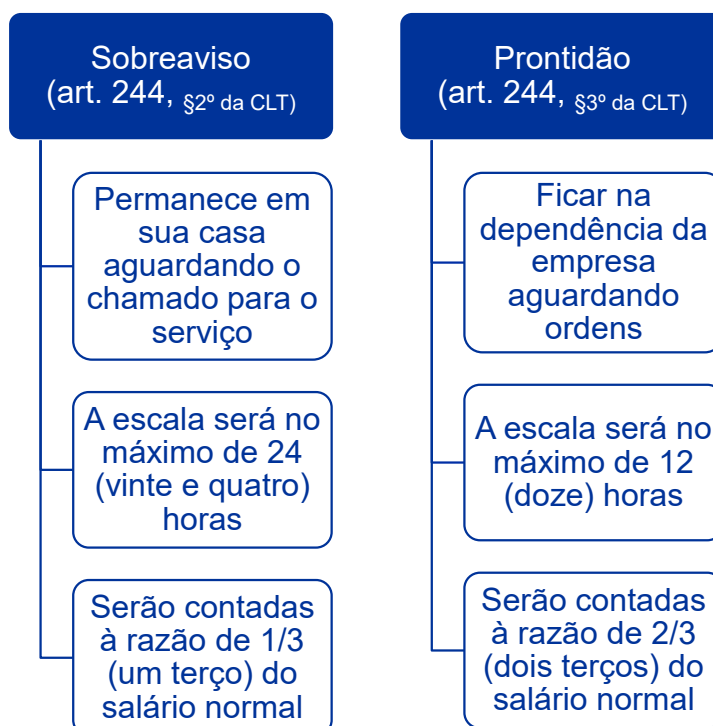 Sobreaviso
(art. 244, §2º da CLT)
Permanece em
sua casa
aguardando o
chamado para o
serviço
A escala será no
máximo de 24
(vinte e quatro)
horas
Serão contadas
à razão de 1/3
(um terço) do
salário normal
Prontidão
(art. 244, §3º da CLT)
Ficar na
dependência da
empresa
aguardando
ordens
A escala será no
máximo de 12
(doze) horas
Serão contadas
à razão de 2/3
(dois terços) do
salário normal